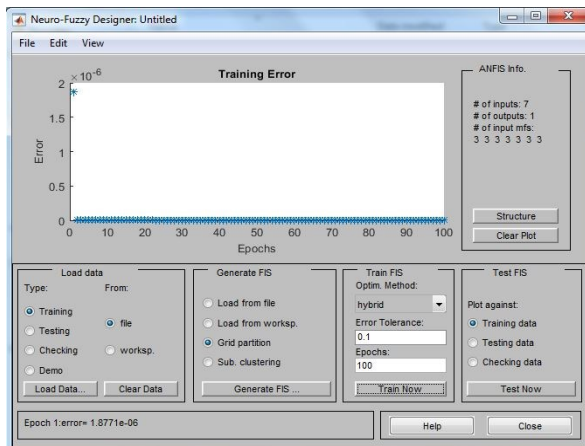 Neuro-Fuzzy Designer: Untitled
File Edit View
×10-6
Training Error
2
1.5
1
0.5
0
Error
0 10 20 30 40 50 60 70 80 90 100
Epochs
ANFIS Info.
# of inputs: 7
# of outputs: 1
# of input mfs:
3 3 3 3 3 3 3
Structure
Clear Plot
Load data
Type: From:
Training
Testing
Checking
Demo
file
worksp.
Load Data... Clear Data
Generate FIS
Load from file
Load from worksp.
Grid partition
Sub. clustering
Generate FIS ...
Train FIS
Optim. Method:
hybrid
Error Tolerance:
0.1
Epochs:
100
Train Now
Test FIS
Plot against:
Training data
Testing data
Checking data
Test Now
Epoch 1:error= 1.8771e-06
Help Close